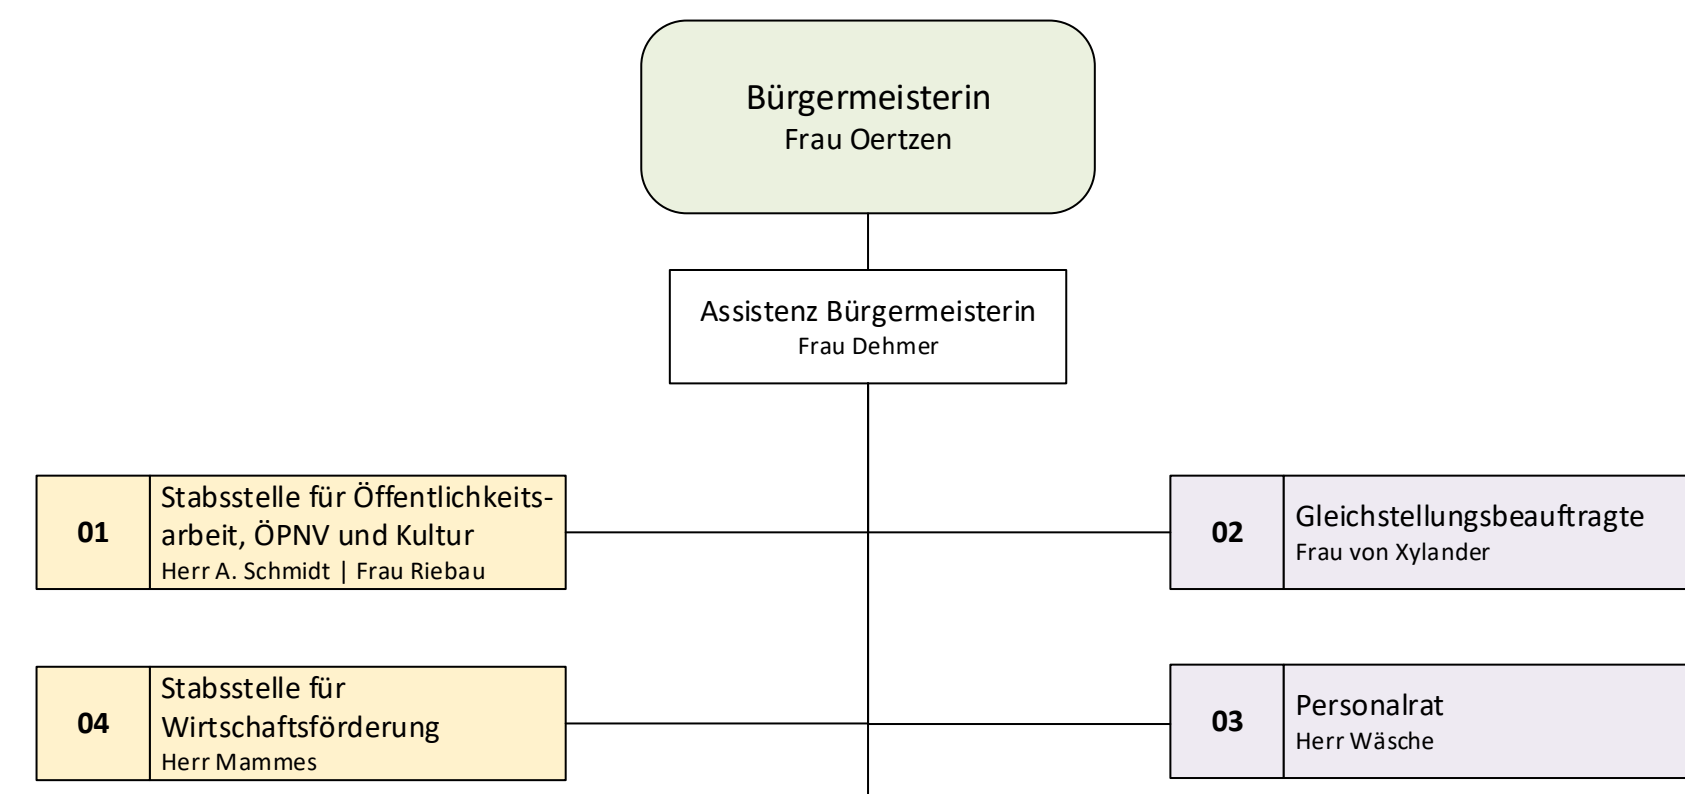 Bürgermeisterin
Frau Oertzen
Assistenz Bürgermeisterin
Frau Dehmer
01
Stabsstelle für Öffentlichkeits-
arbeit, ÖPNV und Kultur
Herr A. Schmidt | Frau Riebau
02
Gleichstellungsbeauftragte
Frau von Xylander
04
Stabsstelle für
Wirtschaftsförderung
Herr Mammes
03
Personalrat
Herr Wäsche